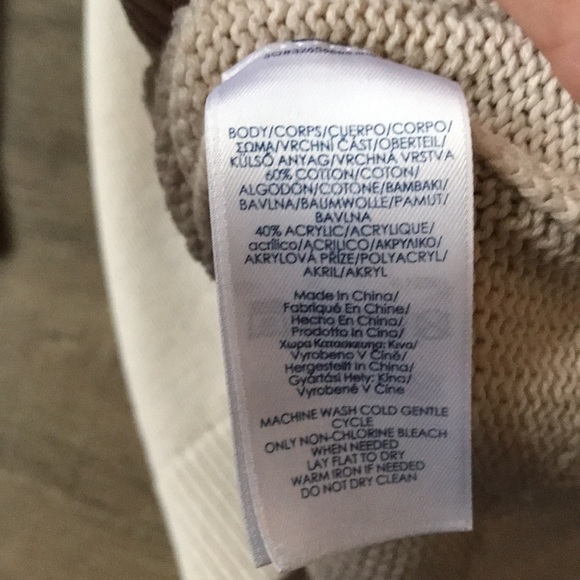 BODY/CORPS/CUERPO/CORPO/
ΣΩΜΑ/VRCHNÍ ČÁST/OBERTEIL/
KÜLSŐ ANYAG/VRCHNÁ VRSTVA
60% COTTON/COTON/
ALGODÓN/COTONE/ΒΑΜΒΑΚΙ/
BAVLNA/BAUMWOLLE/PAMUT/
BAVLNA
40% ACRYLIC/ACRYLIQUE/
acrílico/ACRILICO/ΑΚΡΥΛΙΚΟ/
AKRYLOVÁ PŘÍZE/POLYACRYL/
AKRIL/AKRYL
Made In China/
Fabriqué En Chine/
Hecho En China/
Prodotto In Cina/
Χωρα Κατασκευης: Κινα/
Vyrobeno V Číně/
Hergestellt in China/
Gyártási Hely: Kína/
Vyrobené V Číne
MACHINE WASH COLD GENTLE
CYCLE
ONLY NON-CHLORINE BLEACH
WHEN NEEDED
LAY FLAT TO DRY
WARM IRON IF NEEDED
DO NOT DRY CLEAN